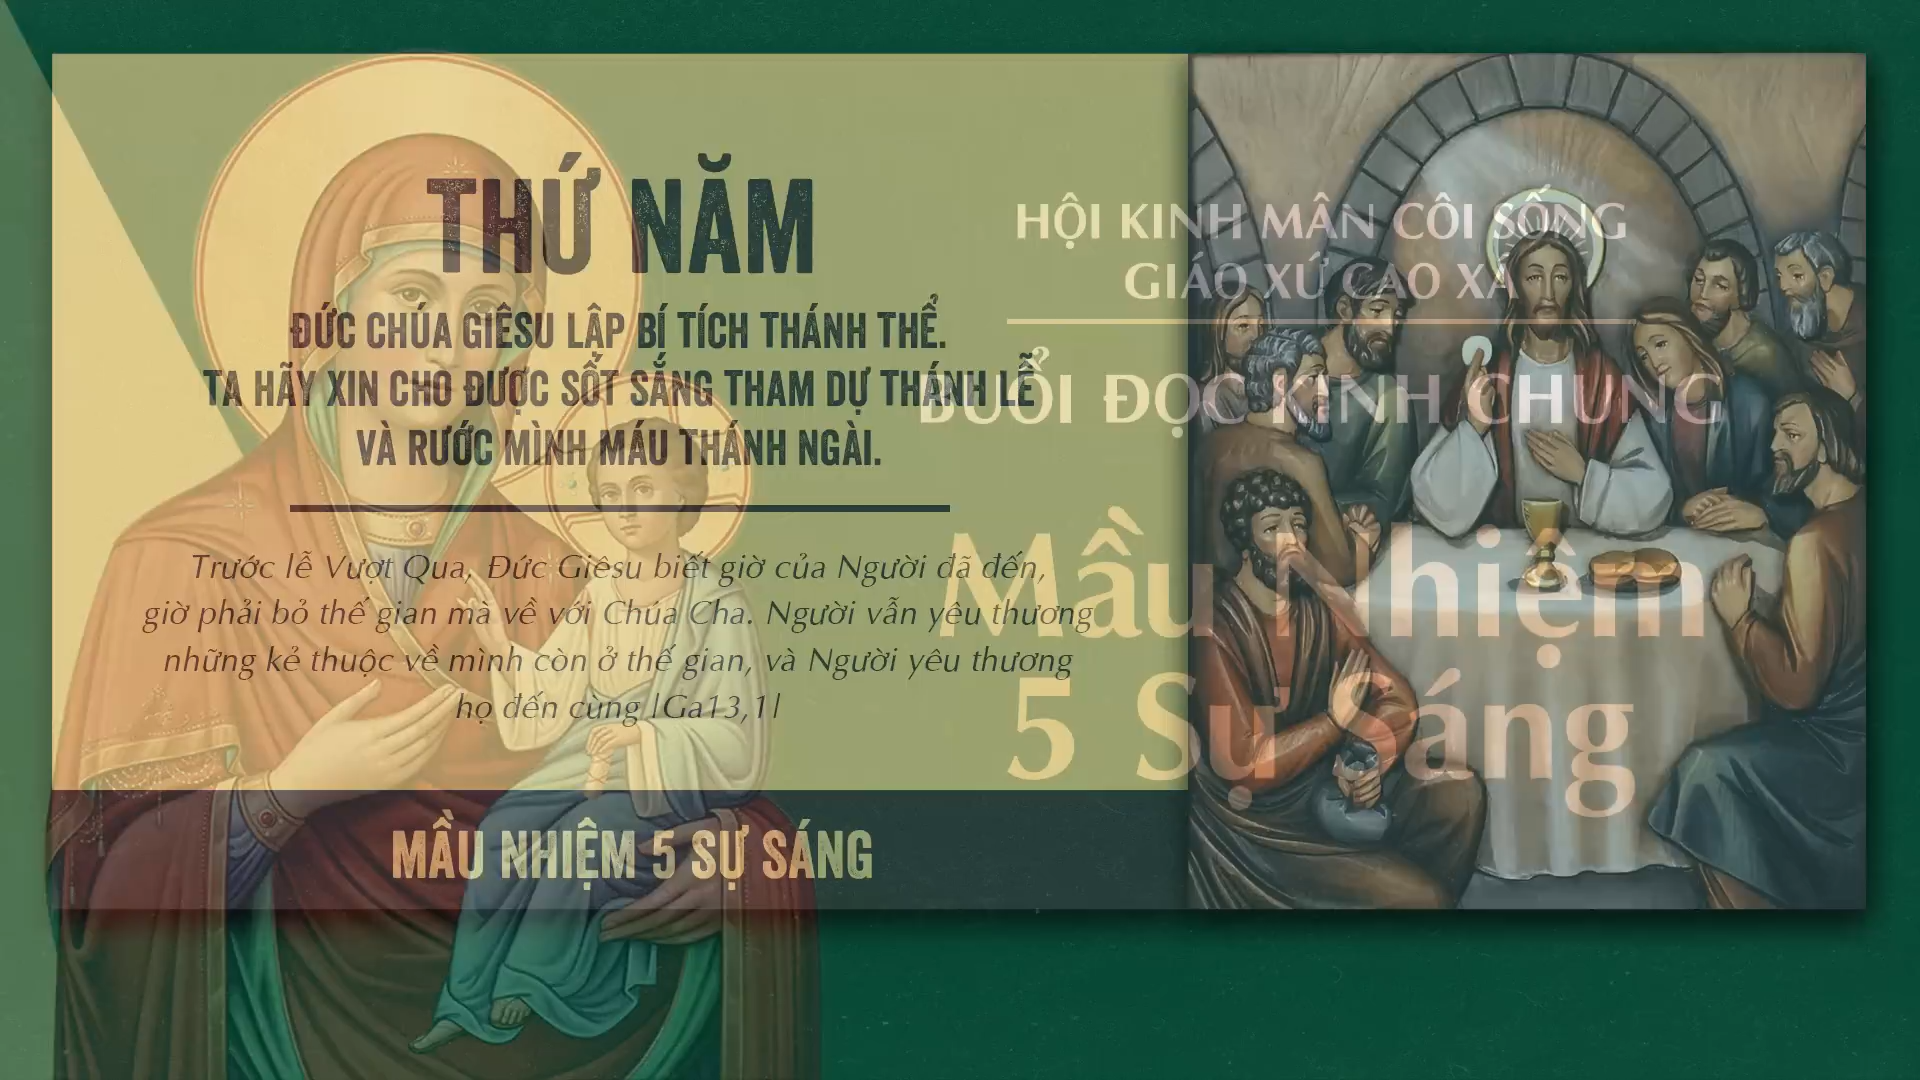 THỨ NĂM
ĐỨC CHÚA GIÊSU LẬP BÍ TÍCH THÁNH THỂ.
TA HÃY XIN CHO ĐƯỢC SỐT SẮNG THAM DỰ THÁNH LỄ
VÀ RƯỚC MÌNH MÁU THÁNH NGÀI.
Trước lễ Vượt Qua, Đức Giêsu biết giờ của Người đã đến,
giờ phải bỏ thế gian mà về với Chúa Cha. Người vẫn yêu thương
những kẻ thuộc về mình còn ở thế gian, và Người yêu thương
họ đến cùng |Ga13,1|
MẦU NHIỆM 5 SỰ SÁNG
HỘI KINH MÂN CÔI SỐNG
GIÁO XỨ CAO XÁ
BUỔI ĐỌC KINH CHUNG
Mầu Nhiệm
5 Sự Sáng